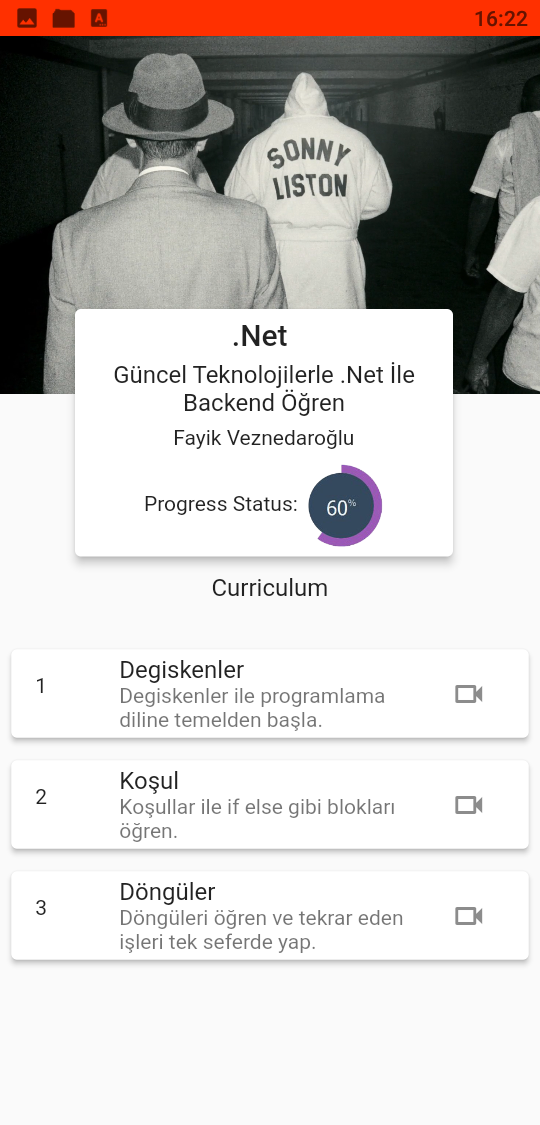 16:22
SONNY
LISTON
.Net
Güncel Teknolojilerle .Net İle
Backend Öğren
Fayik Veznedaroğlu
Progress Status: 60%
Curriculum
1
Degiskenler
Degiskenler ile programlama
diline temelden başla.
2
Koşul
Koşullar ile if else gibi blokları
öğren.
3
Döngüler
Döngüleri öğren ve tekrar eden
işleri tek seferde yap.